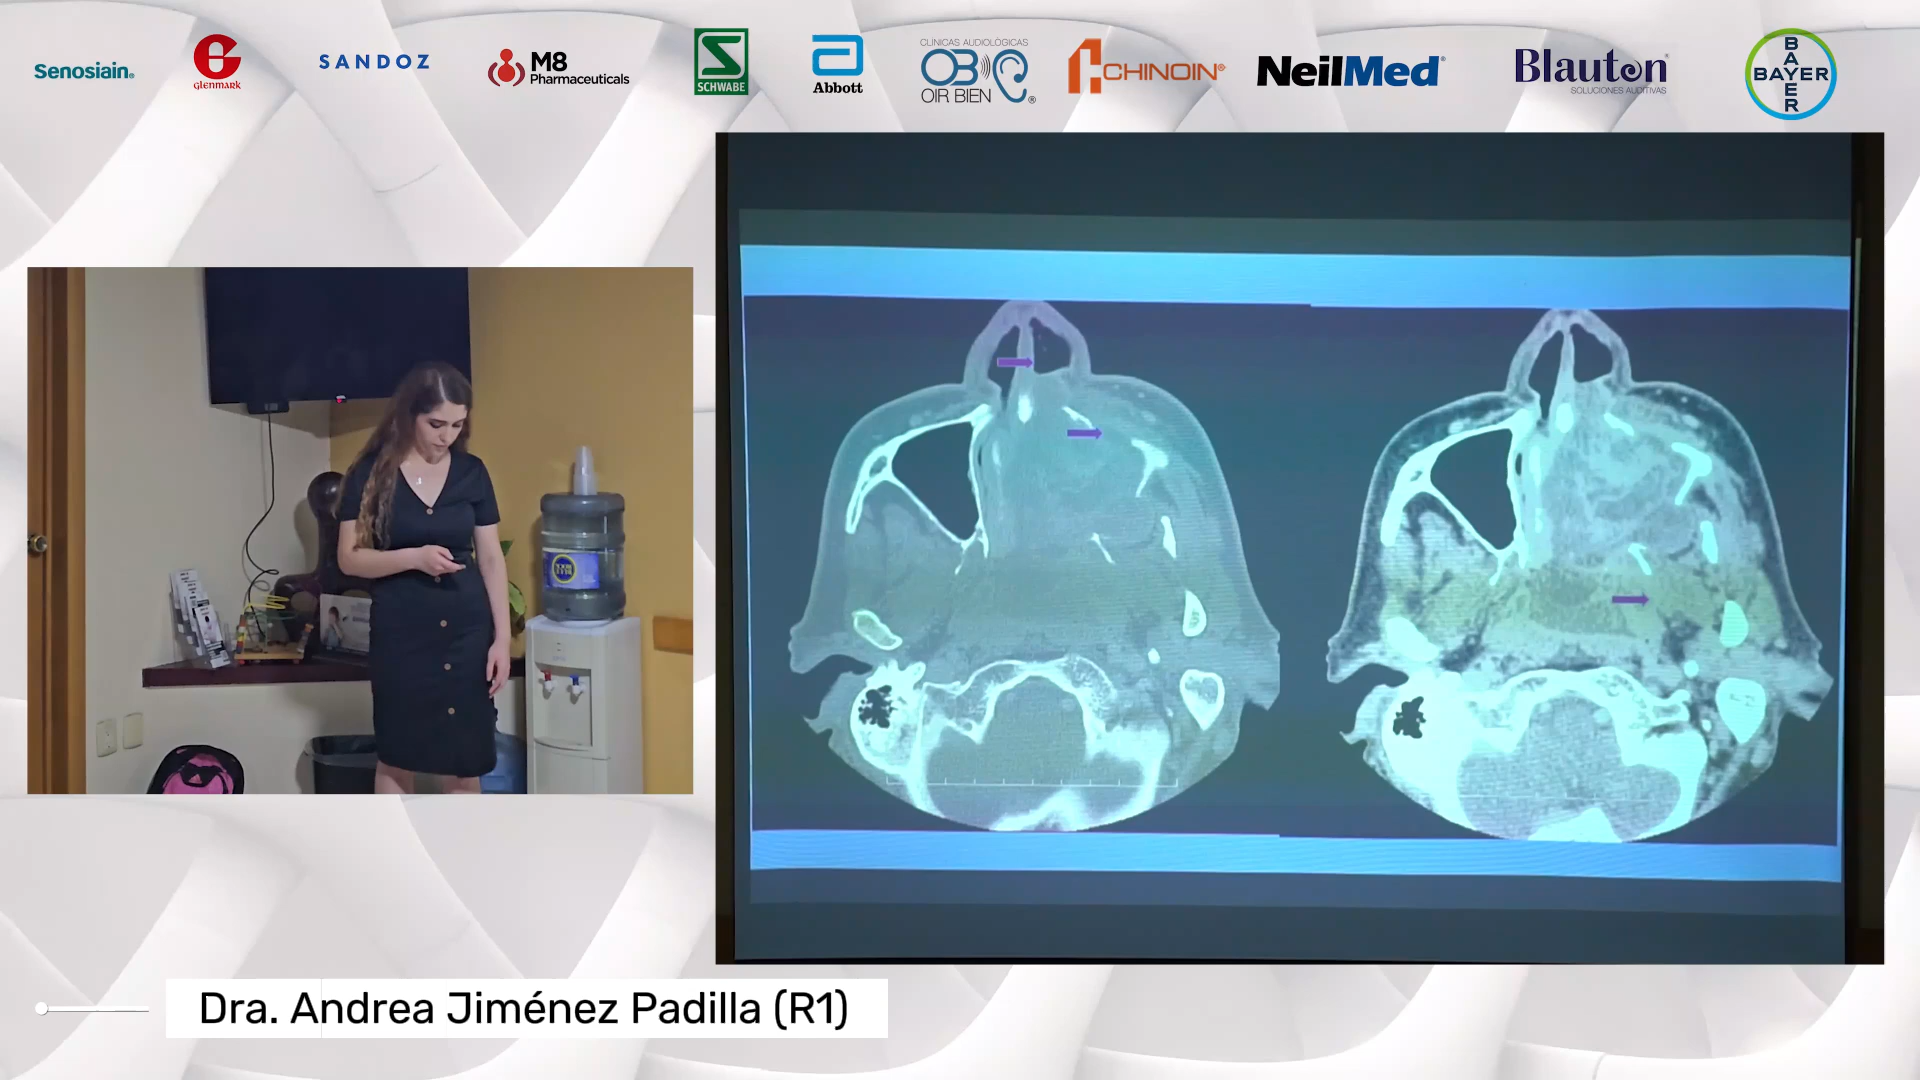 Senosiain®
Glenmark
SANDOZ
M8
Pharmaceuticals
SCHWABE
Abbott
CLINICAS AUDIOLÓGICAS
OB
OIR BIEN®
CHINOIN®
NeilMed®
Blauton®
SOLUCIONES AUDITIVAS
BAYER
BAYER
Dra. Andrea Jiménez Padilla (R1)